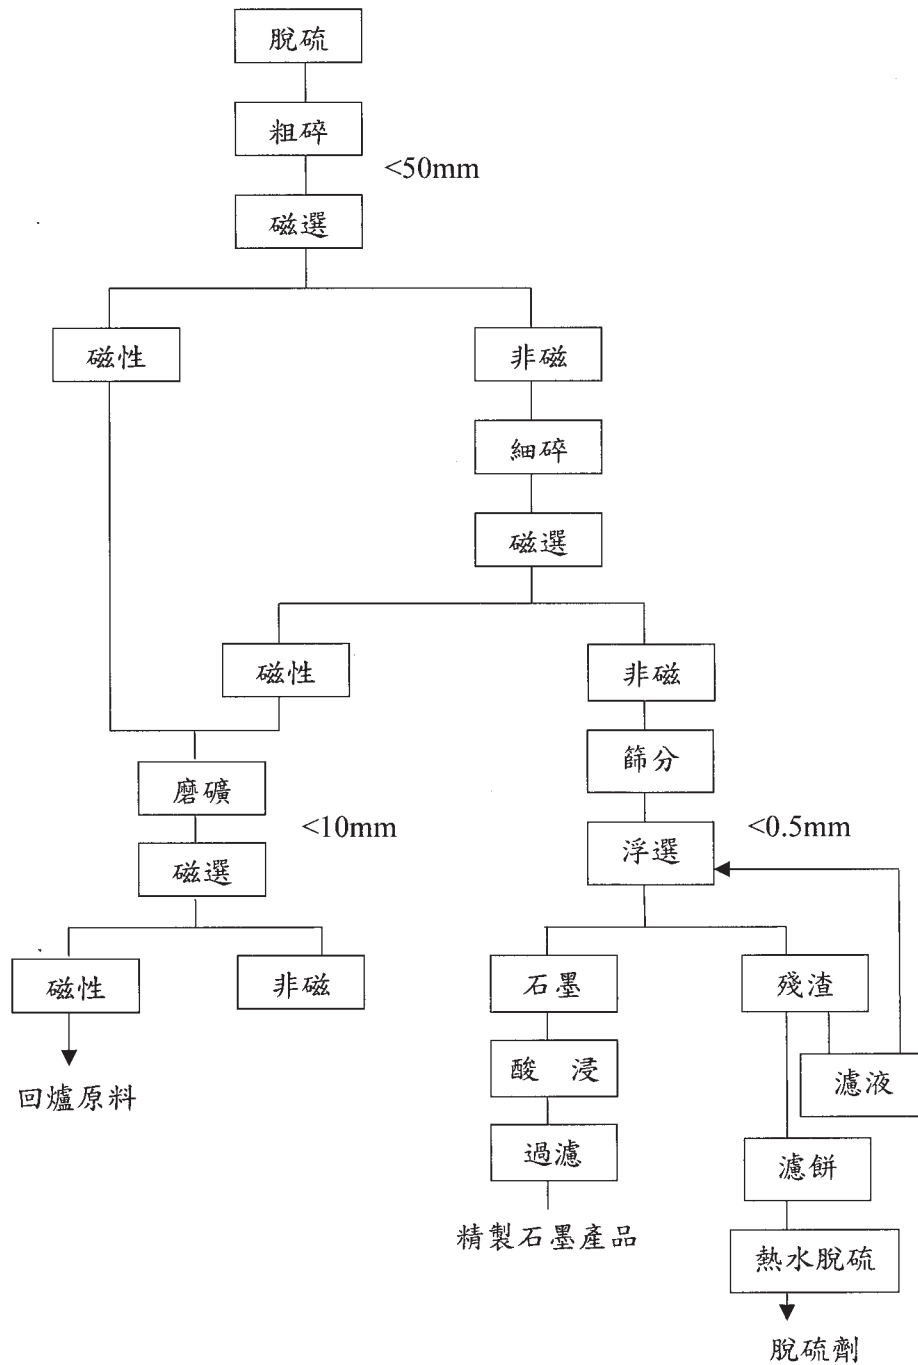 脫硫
粗碎
<50mm
磁選
磁性
非磁
細碎
磁選
磁性
非磁
篩分
磨礦
<10mm
<0.5mm
浮選
磁選
磁性
非磁
石墨
殘渣
酸 浸
濾液
回爐原料
過濾
濾餅
精製石墨產品
熱水脫硫
脫硫劑